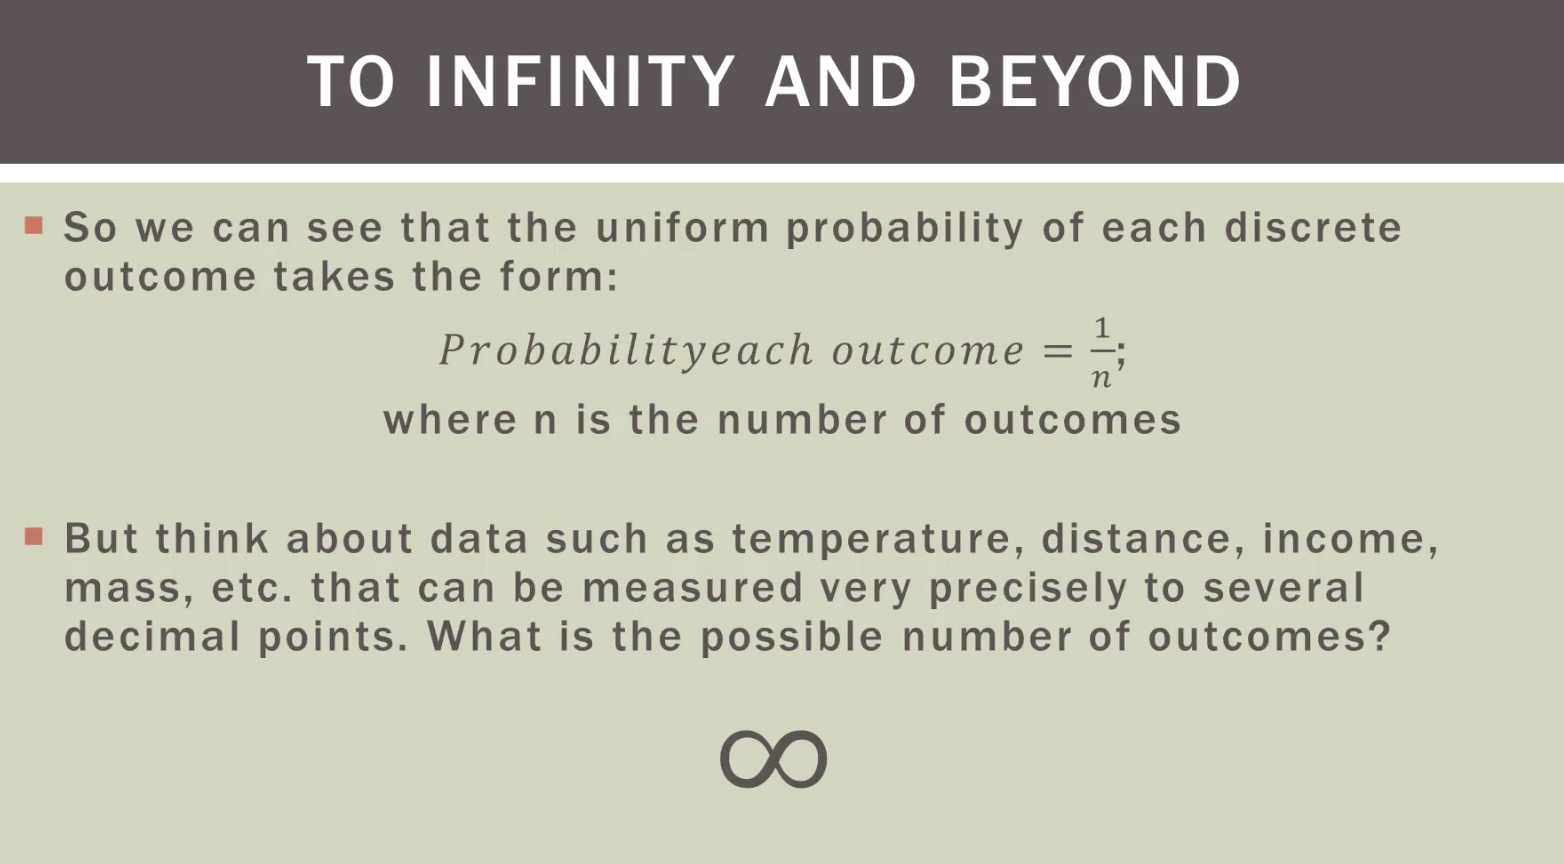 TO INFINITY AND BEYOND
■ So we can see that the uniform probability of each discrete
outcome takes the form:
Probabilityeach outcome = 1/n;
where n is the number of outcomes
■ But think about data such as temperature, distance, income,
mass, etc. that can be measured very precisely to several
decimal points. What is the possible number of outcomes?
∞